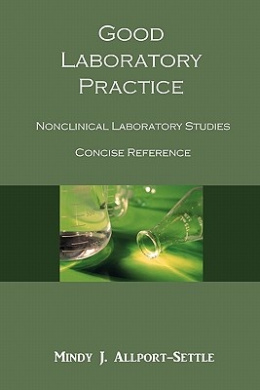 Good
Laboratory
Practice
Nonclinical Laboratory Studies
Concise Reference
Mindy J. Allport-Settle